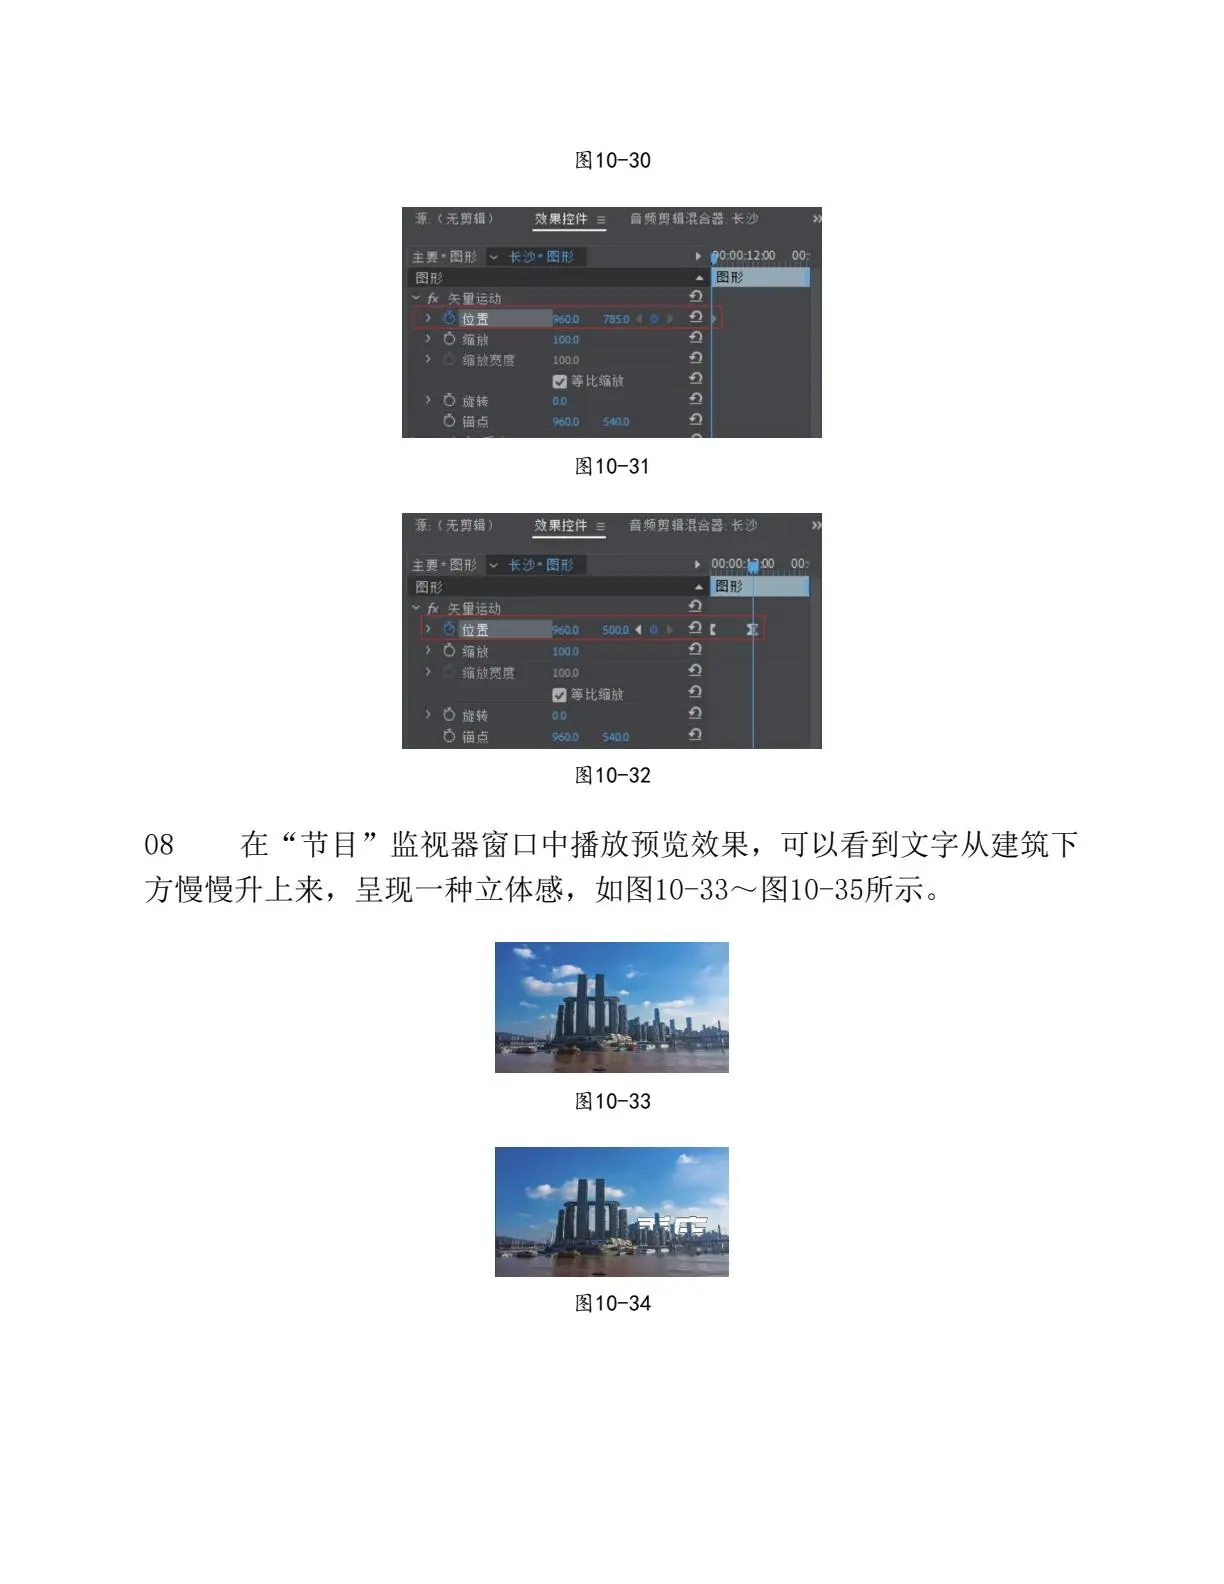 图10-30
源:（无剪辑） 效果控件 ≡ 音频剪辑混合器: 长沙 »
主要*图形 长沙*图形 00:00:12:00 00:
图形 图形
fx 矢量运动
位置 960.0 785.0
缩放 100.0
缩放宽度 100.0
等比缩放
旋转 0.0
锚点 960.0 540.0
图10-31
源:（无剪辑） 效果控件 ≡ 音频剪辑混合器: 长沙 »
主要*图形 长沙*图形 00:00:12:00 00:
图形 图形
fx 矢量运动
位置 960.0 500.0
缩放 100.0
缩放宽度 100.0
等比缩放
旋转 0.0
锚点 960.0 540.0
图10-32
08 在“节目”监视器窗口中播放预览效果，可以看到文字从建筑下
方慢慢升上来，呈现一种立体感，如图10-33～图10-35所示。
图10-33
图10-34